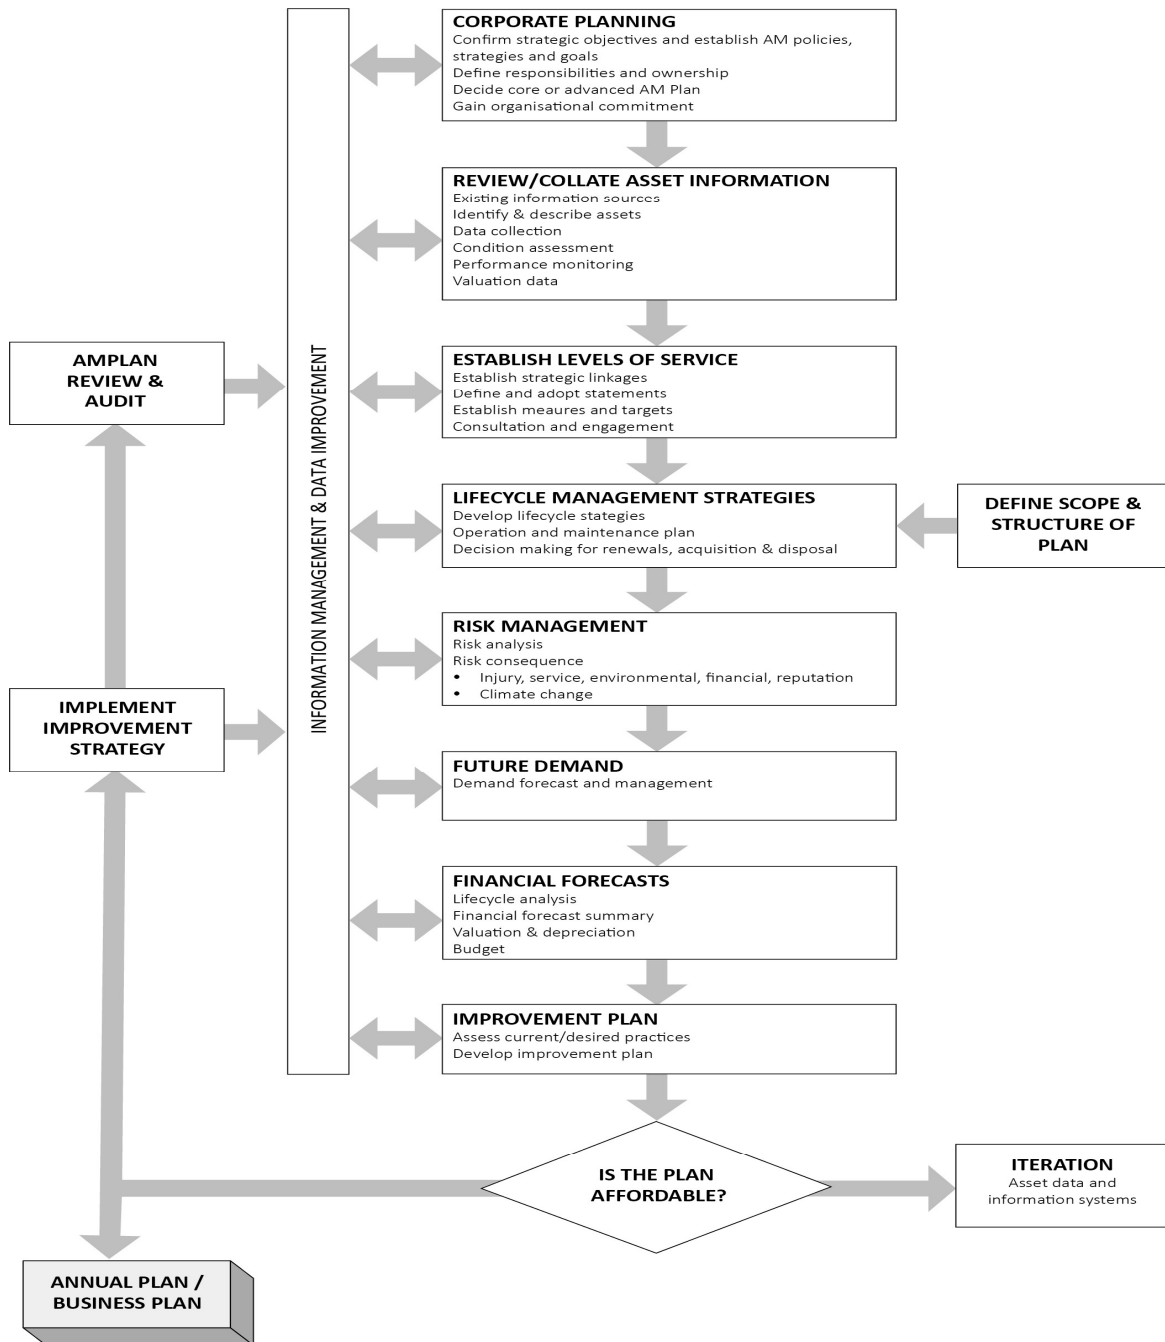 CORPORATE PLANNING
Confirm strategic objectives and establish AM policies,
strategies and goals
Define responsibilities and ownership
Decide core or advanced AM Plan
Gain organisational commitment
REVIEW/COLLATE ASSET INFORMATION
Existing information sources
Identify & describe assets
Data collection
Condition assessment
Performance monitoring
Valuation data
INFORMATION MANAGEMENT & DATA IMPROVEMENT
AMPLAN
REVIEW &
AUDIT
ESTABLISH LEVELS OF SERVICE
Establish strategic linkages
Define and adopt statements
Establish meaures and targets
Consultation and engagement
LIFECYCLE MANAGEMENT STRATEGIES
Develop lifecycle stategies
Operation and maintenance plan
Decision making for renewals, acquisition & disposal
DEFINE SCOPE &
STRUCTURE OF
PLAN
RISK MANAGEMENT
Risk analysis
Risk consequence
• Injury, service, environmental, financial, reputation
• Climate change
IMPLEMENT
IMPROVEMENT
STRATEGY
FUTURE DEMAND
Demand forecast and management
FINANCIAL FORECASTS
Lifecycle analysis
Financial forecast summary
Valuation & depreciation
Budget
IMPROVEMENT PLAN
Assess current/desired practices
Develop improvement plan
IS THE PLAN
AFFORDABLE?
ITERATION
Asset data and
information systems
ANNUAL PLAN /
BUSINESS PLAN